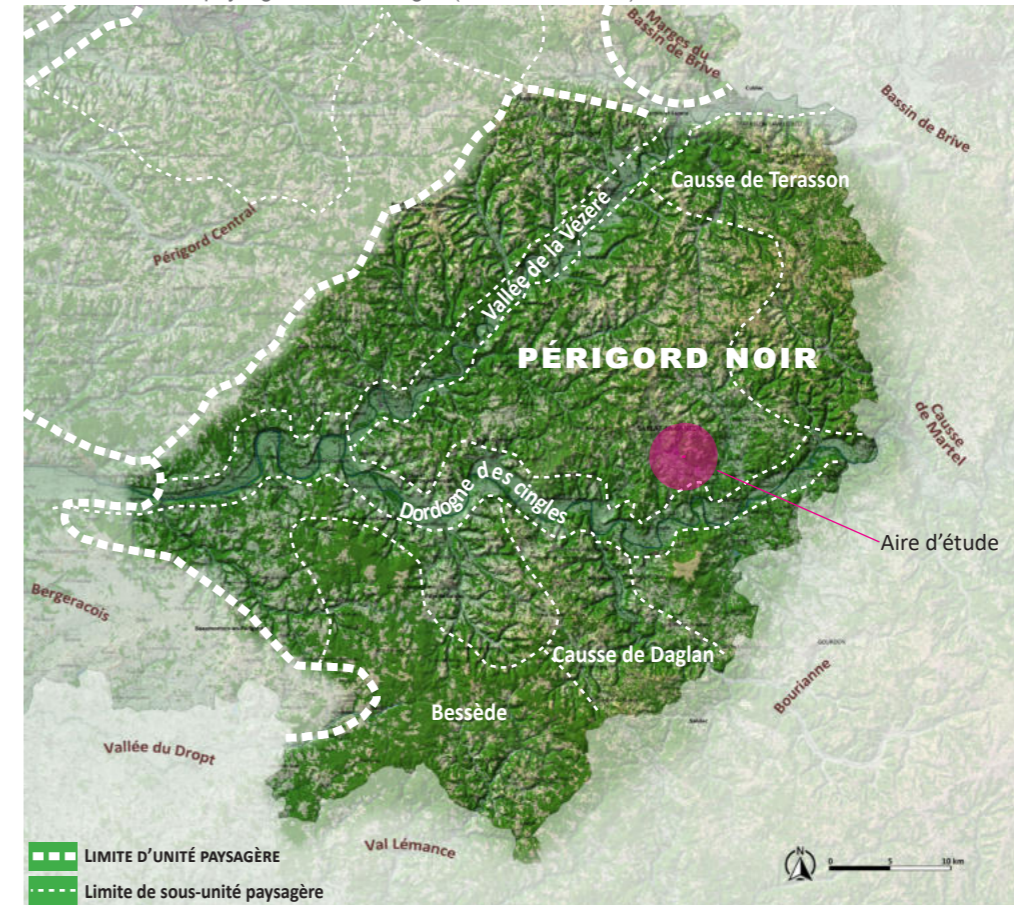 Marges du
Bassin de Brive
Bassin de Brive
Causse de Terasson
Périgord Central
Vallée de la Vézère
PÉRIGORD NOIR
Causse
de Martel
Dordogne des cingles
Aire d'étude
Bergeracois
Causse de Daglan
Bourianne
Bessède
Vallée du Dropt
Val Lémance
LIMITE D'UNITÉ PAYSAGÈRE
Limite de sous-unité paysagère
N
0 5 10 km